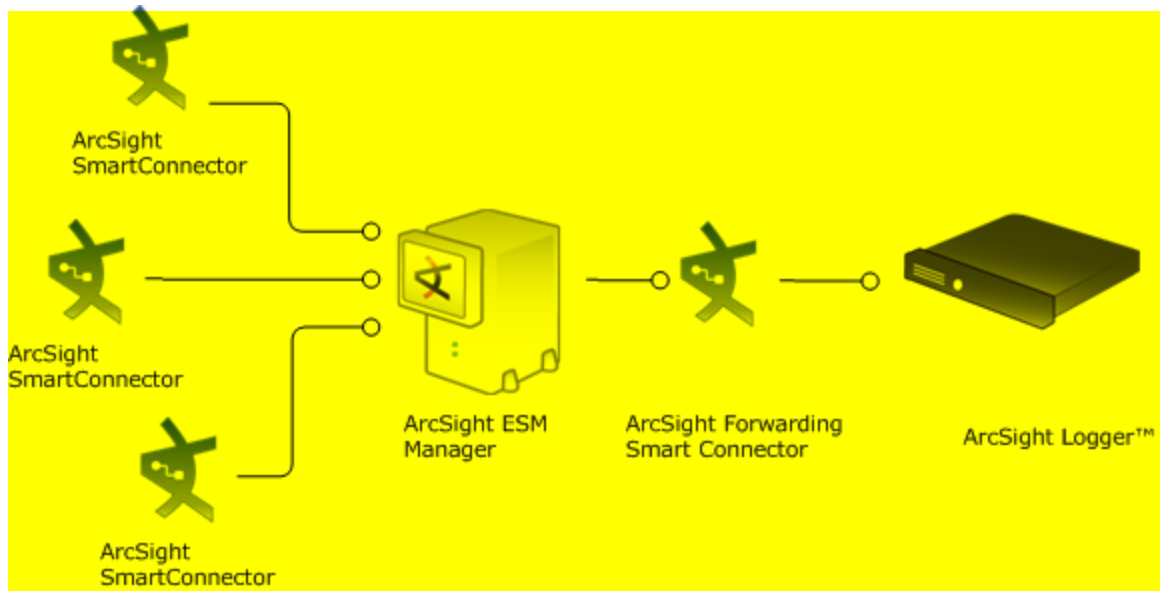 ArcSight
SmartConnector
ArcSight
SmartConnector
ArcSight ESM
Manager
ArcSight Forwarding
Smart Connector
ArcSight Logger™
ArcSight
SmartConnector